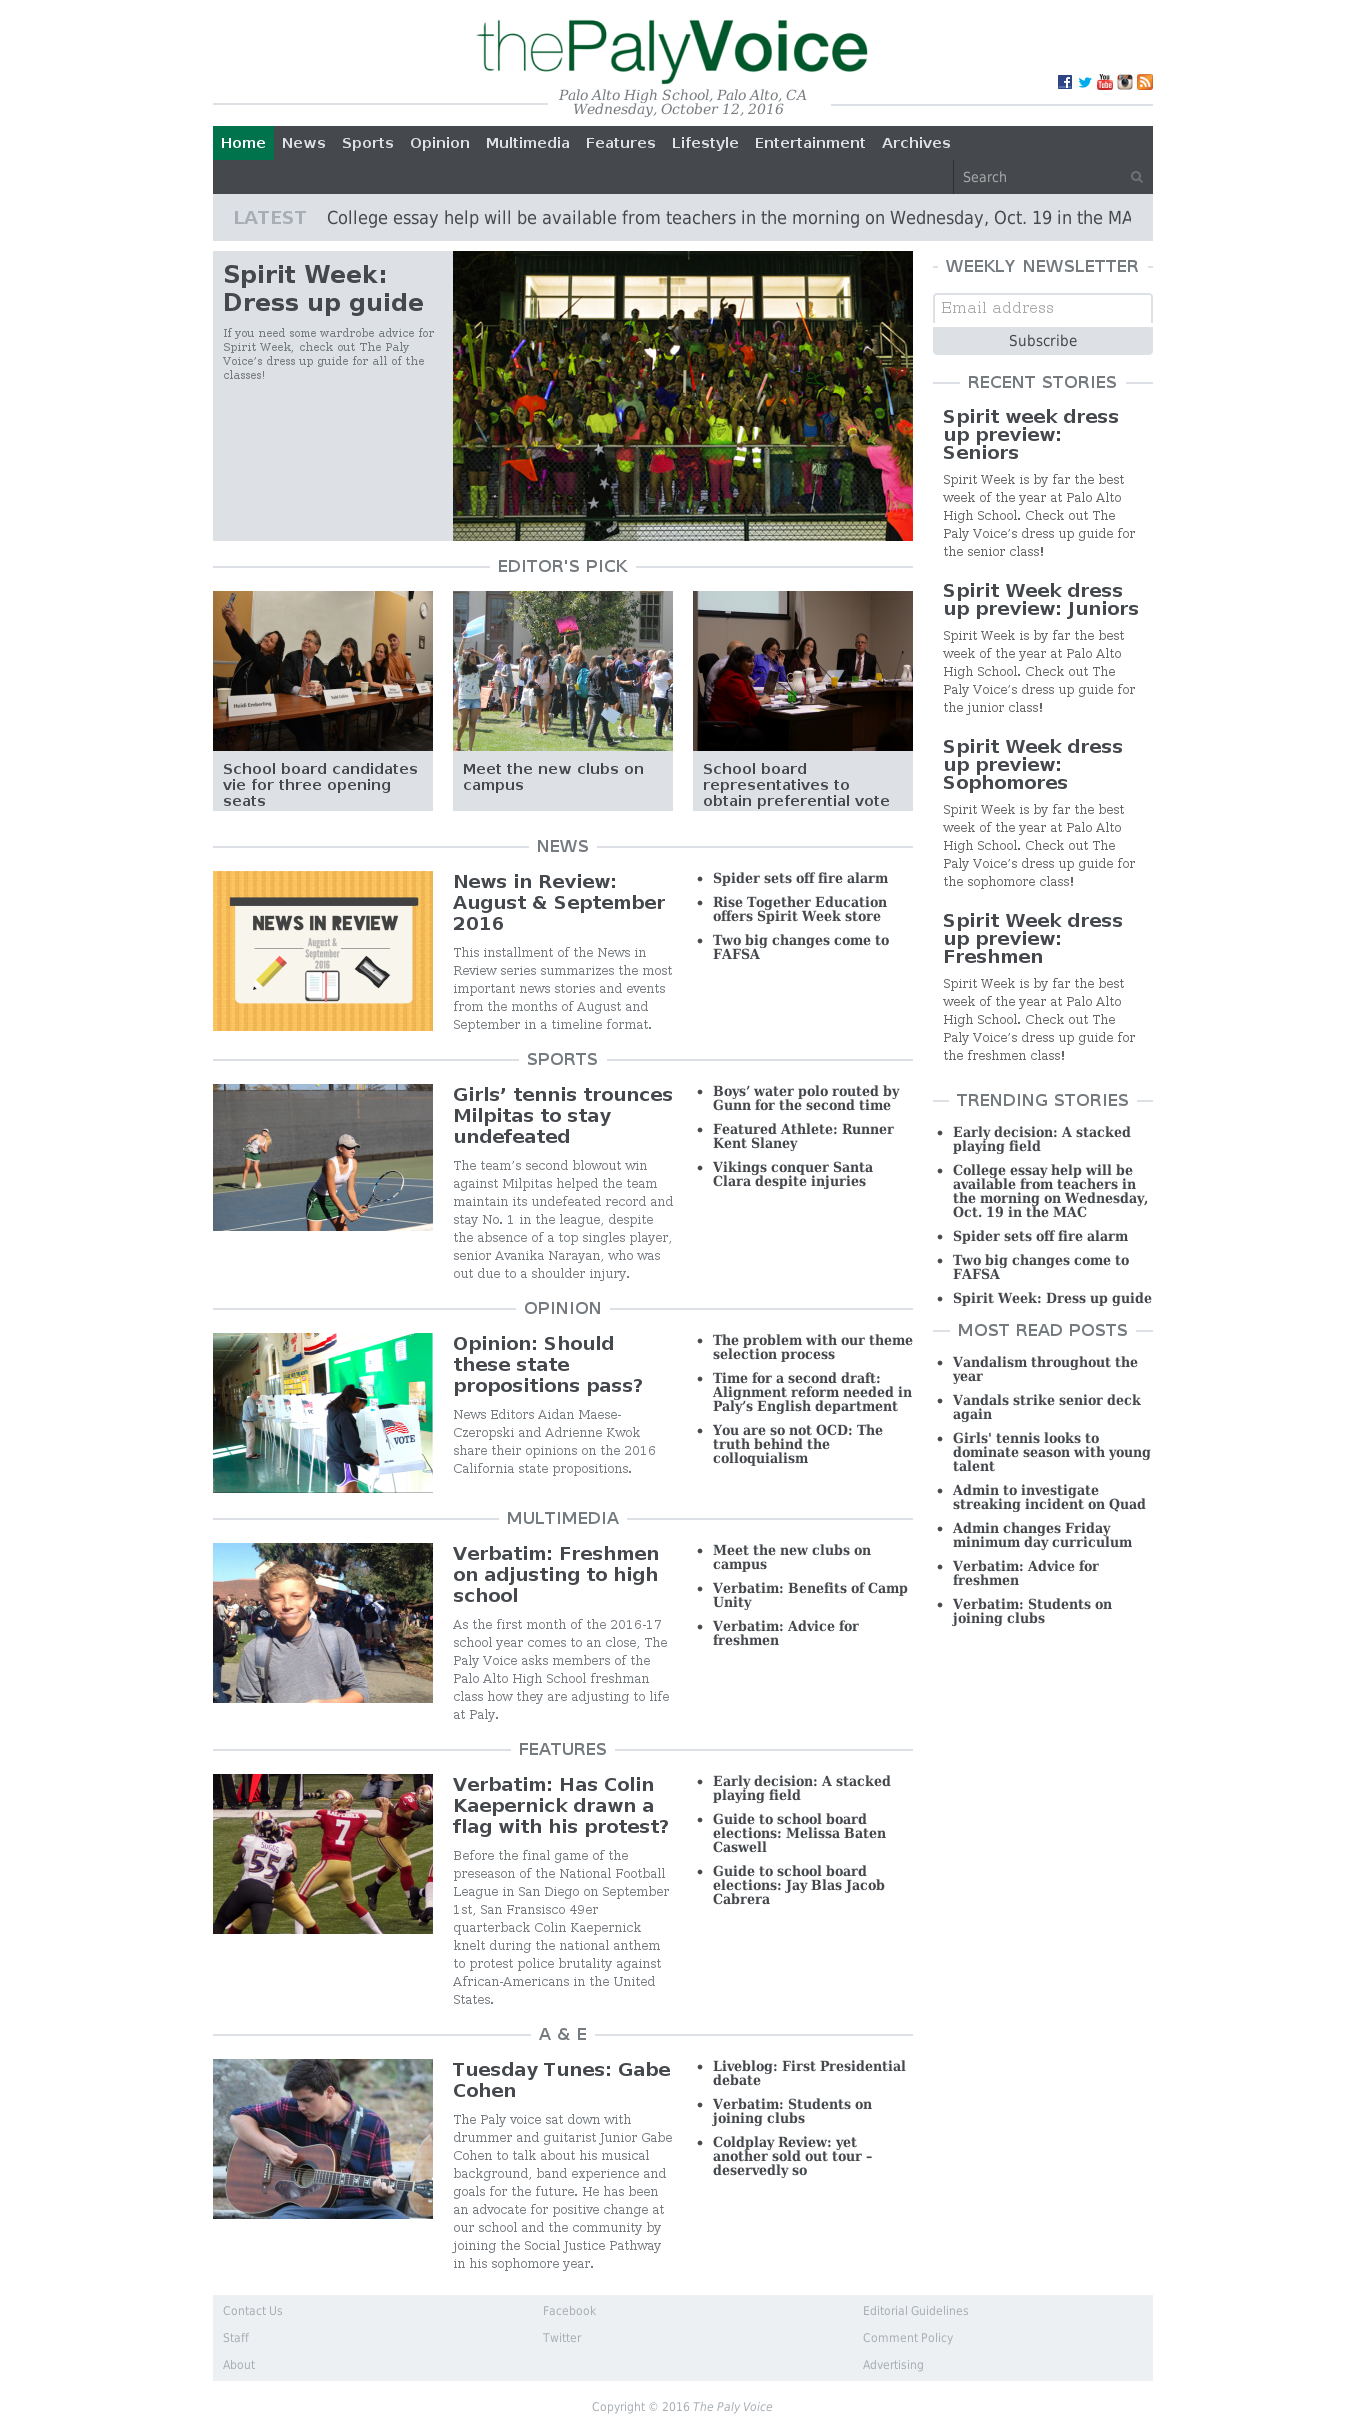 thePalyVoice
Palo Alto High School, Palo Alto, CA
Wednesday, October 12, 2016
Home News Sports Opinion Multimedia Features Lifestyle Entertainment Archives
Search
LATEST College essay help will be available from teachers in the morning on Wednesday, Oct. 19 in the MA
Spirit Week:
Dress up guide
If you need some wardrobe advice for
Spirit Week, check out The Paly
Voice’s dress up guide for all of the
classes!
EDITOR'S PICK
Heidi Emberling
School board candidates
vie for three opening
seats
Meet the new clubs on
campus
School board
representatives to
obtain preferential vote
NEWS
NEWS IN REVIEW
August &
September
2016
News in Review:
August & September
2016
This installment of the News in
Review series summarizes the most
important news stories and events
from the months of August and
September in a timeline format.
• Spider sets off fire alarm
• Rise Together Education
offers Spirit Week store
• Two big changes come to
FAFSA
SPORTS
Girls’ tennis trounces
Milpitas to stay
undefeated
The team’s second blowout win
against Milpitas helped the team
maintain its undefeated record and
stay No. 1 in the league, despite
the absence of a top singles player,
senior Avanika Narayan, who was
out due to a shoulder injury.
• Boys’ water polo routed by
Gunn for the second time
• Featured Athlete: Runner
Kent Slaney
• Vikings conquer Santa
Clara despite injuries
OPINION
VOTE
Opinion: Should
these state
propositions pass?
News Editors Aidan Maese-
Czeropski and Adrienne Kwok
share their opinions on the 2016
California state propositions.
• The problem with our theme
selection process
• Time for a second draft:
Alignment reform needed in
Paly’s English department
• You are so not OCD: The
truth behind the
colloquialism
MULTIMEDIA
Verbatim: Freshmen
on adjusting to high
school
As the first month of the 2016-17
school year comes to an close, The
Paly Voice asks members of the
Palo Alto High School freshman
class how they are adjusting to life
at Paly.
• Meet the new clubs on
campus
• Verbatim: Benefits of Camp
Unity
• Verbatim: Advice for
freshmen
FEATURES
SUGGS
55
7
Verbatim: Has Colin
Kaepernick drawn a
flag with his protest?
Before the final game of the
preseason of the National Football
League in San Diego on September
1st, San Fransisco 49er
quarterback Colin Kaepernick
knelt during the national anthem
to protest police brutality against
African-Americans in the United
States.
• Early decision: A stacked
playing field
• Guide to school board
elections: Melissa Baten
Caswell
• Guide to school board
elections: Jay Blas Jacob
Cabrera
A & E
Tuesday Tunes: Gabe
Cohen
The Paly voice sat down with
drummer and guitarist Junior Gabe
Cohen to talk about his musical
background, band experience and
goals for the future. He has been
an advocate for positive change at
our school and the community by
joining the Social Justice Pathway
in his sophomore year.
• Liveblog: First Presidential
debate
• Verbatim: Students on
joining clubs
• Coldplay Review: yet
another sold out tour –
deservedly so
WEEKLY NEWSLETTER
Email address
Subscribe
RECENT STORIES
Spirit week dress
up preview:
Seniors
Spirit Week is by far the best
week of the year at Palo Alto
High School. Check out The
Paly Voice’s dress up guide for
the senior class!
Spirit Week dress
up preview: Juniors
Spirit Week is by far the best
week of the year at Palo Alto
High School. Check out The
Paly Voice’s dress up guide for
the junior class!
Spirit Week dress
up preview:
Sophomores
Spirit Week is by far the best
week of the year at Palo Alto
High School. Check out The
Paly Voice’s dress up guide for
the sophomore class!
Spirit Week dress
up preview:
Freshmen
Spirit Week is by far the best
week of the year at Palo Alto
High School. Check out The
Paly Voice’s dress up guide for
the freshmen class!
TRENDING STORIES
• Early decision: A stacked
playing field
• College essay help will be
available from teachers in
the morning on Wednesday,
Oct. 19 in the MAC
• Spider sets off fire alarm
• Two big changes come to
FAFSA
• Spirit Week: Dress up guide
MOST READ POSTS
• Vandalism throughout the
year
• Vandals strike senior deck
again
• Girls' tennis looks to
dominate season with young
talent
• Admin to investigate
streaking incident on Quad
• Admin changes Friday
minimum day curriculum
• Verbatim: Advice for
freshmen
• Verbatim: Students on
joining clubs
Contact Us Facebook Editorial Guidelines
Staff Twitter Comment Policy
About Advertising
Copyright © 2016 The Paly Voice